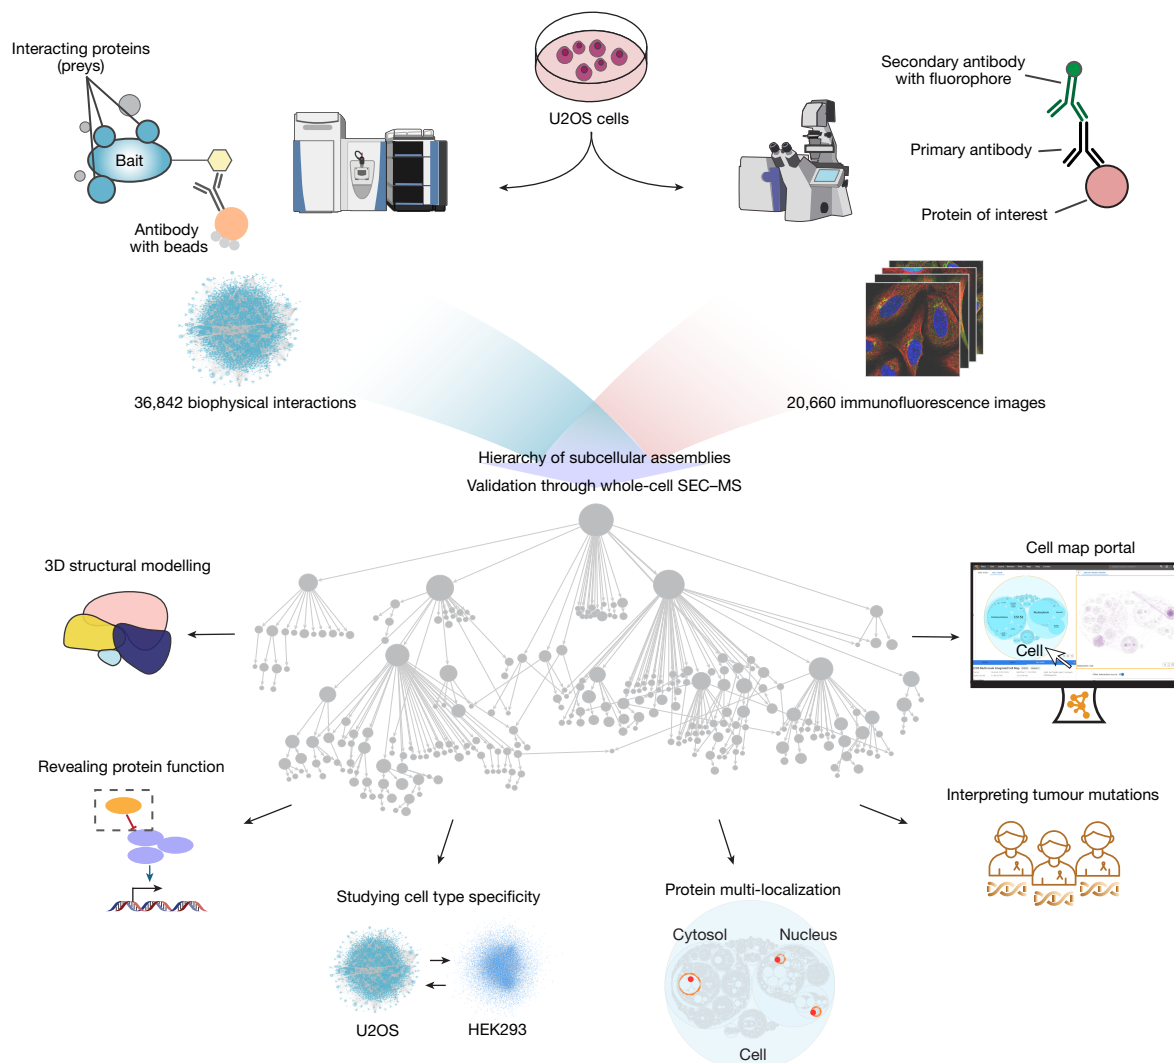 Interacting proteins
(preys)
Bait
Antibody
with beads
U2OS cells
Secondary antibody
with fluorophore
Primary antibody
Protein of interest
36,842 biophysical interactions
20,660 immunofluorescence images
Hierarchy of subcellular assemblies
Validation through whole-cell SEC–MS
3D structural modelling
Cell map portal
Cell
Revealing protein function
Interpreting tumour mutations
Studying cell type specificity
U2OS
HEK293
Protein multi-localization
Cytosol
Nucleus
Cell